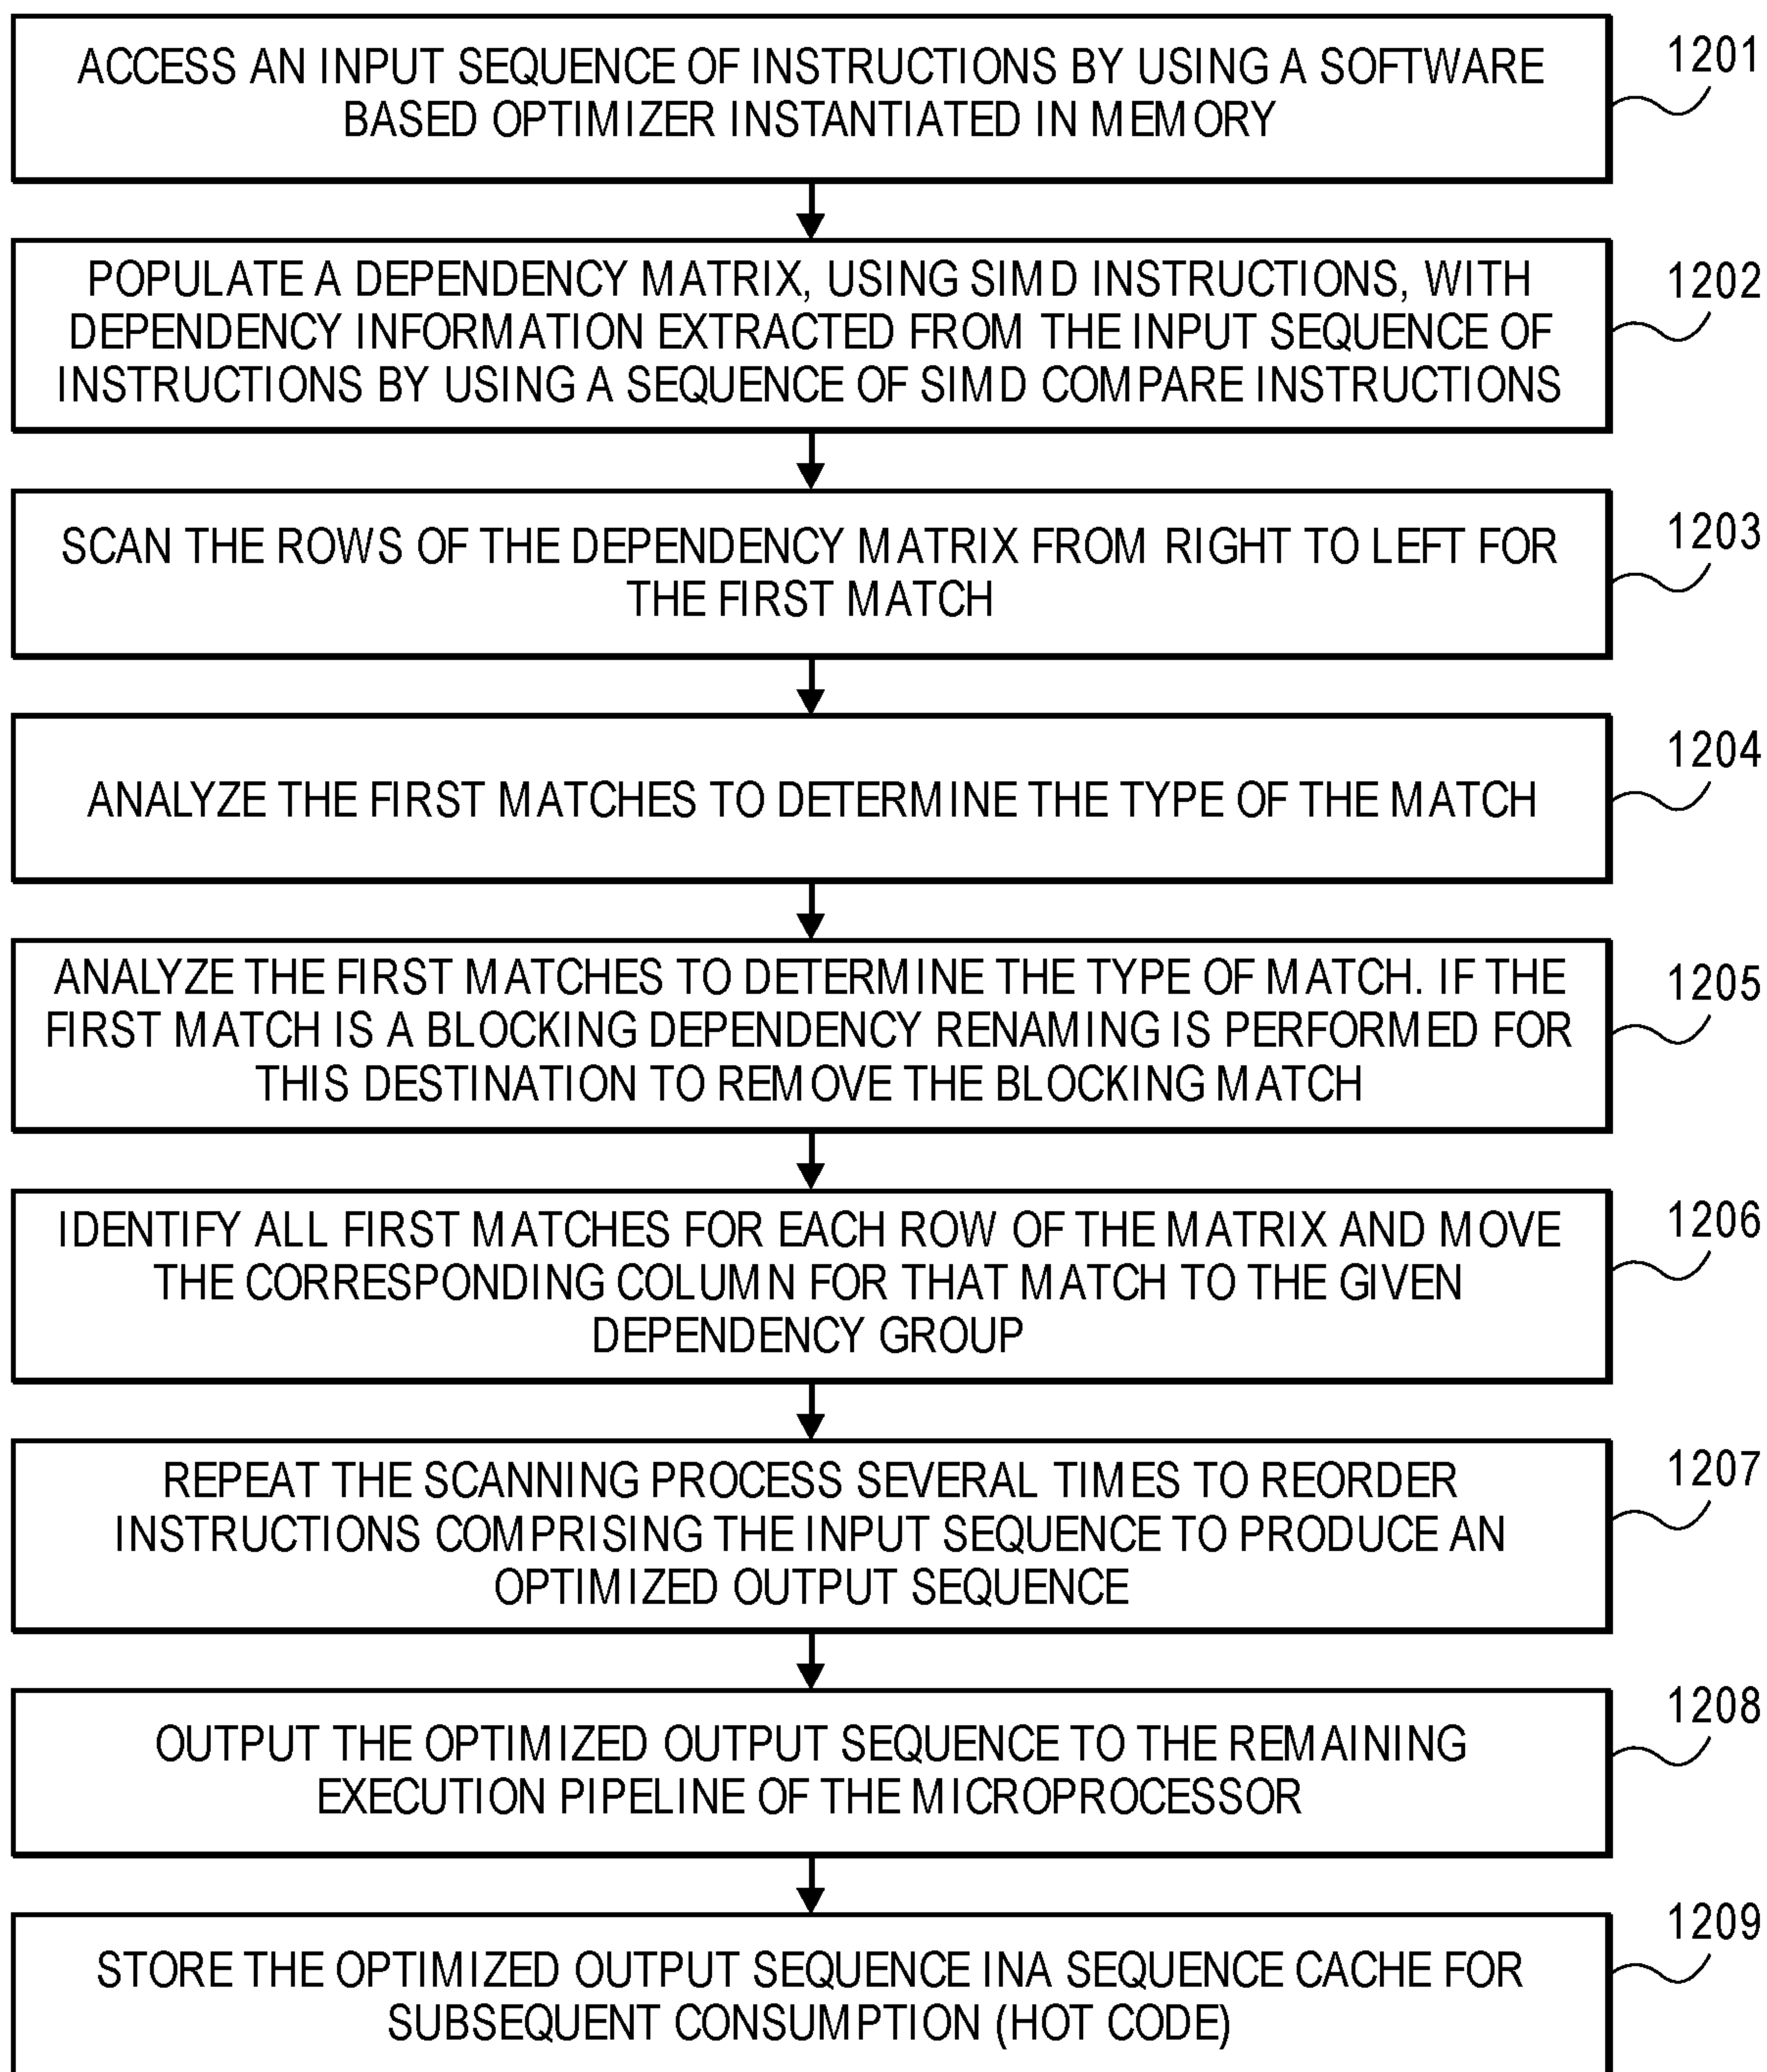 ACCESS AN INPUT SEQUENCE OF INSTRUCTIONS BY USING A SOFTWARE
BASED OPTIMIZER INSTANTIATED IN MEMORY
1201
POPULATE A DEPENDENCY MATRIX, USING SIMD INSTRUCTIONS, WITH
DEPENDENCY INFORMATION EXTRACTED FROM THE INPUT SEQUENCE OF
INSTRUCTIONS BY USING A SEQUENCE OF SIMD COMPARE INSTRUCTIONS
1202
SCAN THE ROWS OF THE DEPENDENCY MATRIX FROM RIGHT TO LEFT FOR
THE FIRST MATCH
1203
ANALYZE THE FIRST MATCHES TO DETERMINE THE TYPE OF THE MATCH
1204
ANALYZE THE FIRST MATCHES TO DETERMINE THE TYPE OF MATCH. IF THE
FIRST MATCH IS A BLOCKING DEPENDENCY RENAMING IS PERFORMED FOR
THIS DESTINATION TO REMOVE THE BLOCKING MATCH
1205
IDENTIFY ALL FIRST MATCHES FOR EACH ROW OF THE MATRIX AND MOVE
THE CORRESPONDING COLUMN FOR THAT MATCH TO THE GIVEN
DEPENDENCY GROUP
1206
REPEAT THE SCANNING PROCESS SEVERAL TIMES TO REORDER
INSTRUCTIONS COMPRISING THE INPUT SEQUENCE TO PRODUCE AN
OPTIMIZED OUTPUT SEQUENCE
1207
OUTPUT THE OPTIMIZED OUTPUT SEQUENCE TO THE REMAINING
EXECUTION PIPELINE OF THE MICROPROCESSOR
1208
STORE THE OPTIMIZED OUTPUT SEQUENCE INA SEQUENCE CACHE FOR
SUBSEQUENT CONSUMPTION (HOT CODE)
1209